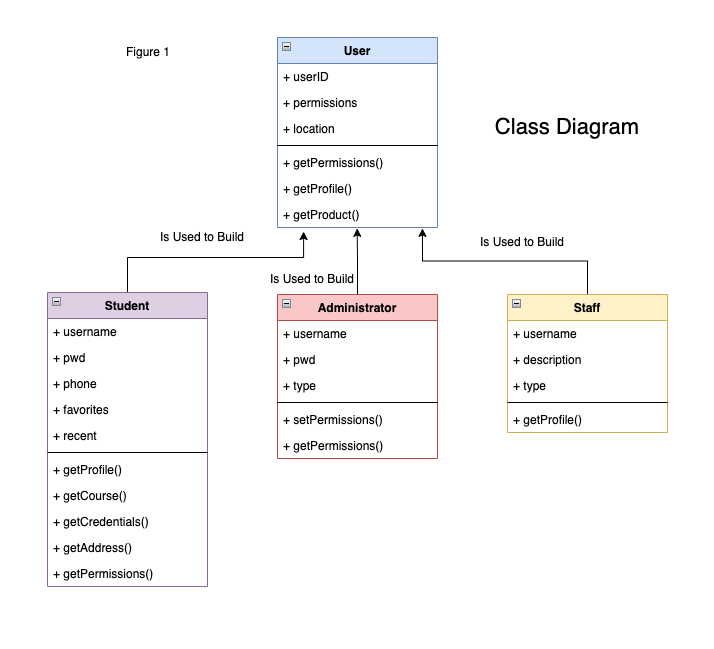 Figure 1
User
+ userID
+ permissions
+ location
+ getPermissions()
+ getProfile()
+ getProduct()
Class Diagram
Is Used to Build
Is Used to Build
Is Used to Build
Student
+ username
+ pwd
+ phone
+ favorites
+ recent
+ getProfile()
+ getCourse()
+ getCredentials()
+ getAddress()
+ getPermissions()
Administrator
+ username
+ pwd
+ type
+ setPermissions()
+ getPermissions()
Staff
+ username
+ description
+ type
+ getProfile()